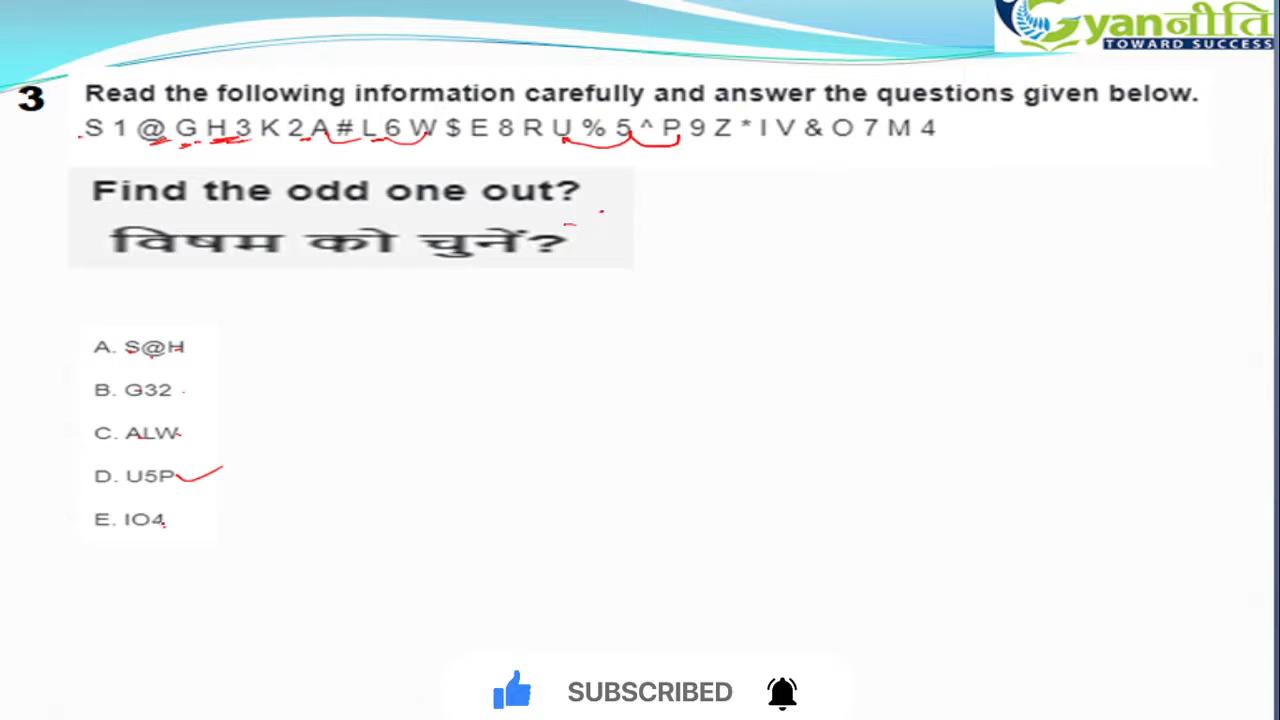 Gyanनीति
TOWARD SUCCESS
3
Read the following information carefully and answer the questions given below.
S 1 @ G H 3 K 2 A # L 6 W $ E 8 R U % 5 ^ P 9 Z * I V & O 7 M 4
Find the odd one out?
विषम को चुनें?
A. S@H
B. G32
C. ALW
D. U5P
E. IO4
SUBSCRIBED